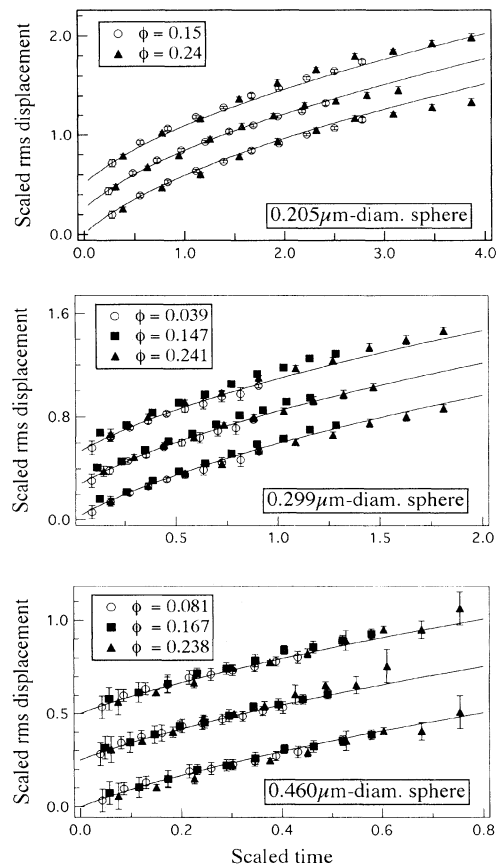 Scaled rms displacement
2.0
1.0
0.0
ϕ = 0.15
ϕ = 0.24
0.205μm-diam. sphere
0.0 1.0 2.0 3.0 4.0
Scaled rms displacement
1.6
0.8
0.0
ϕ = 0.039
ϕ = 0.147
ϕ = 0.241
0.299μm-diam. sphere
0.5 1.0 1.5 2.0
Scaled rms displacement
1.0
0.5
0.0
ϕ = 0.081
ϕ = 0.167
ϕ = 0.238
0.460μm-diam. sphere
0.0 0.2 0.4 0.6 0.8
Scaled time